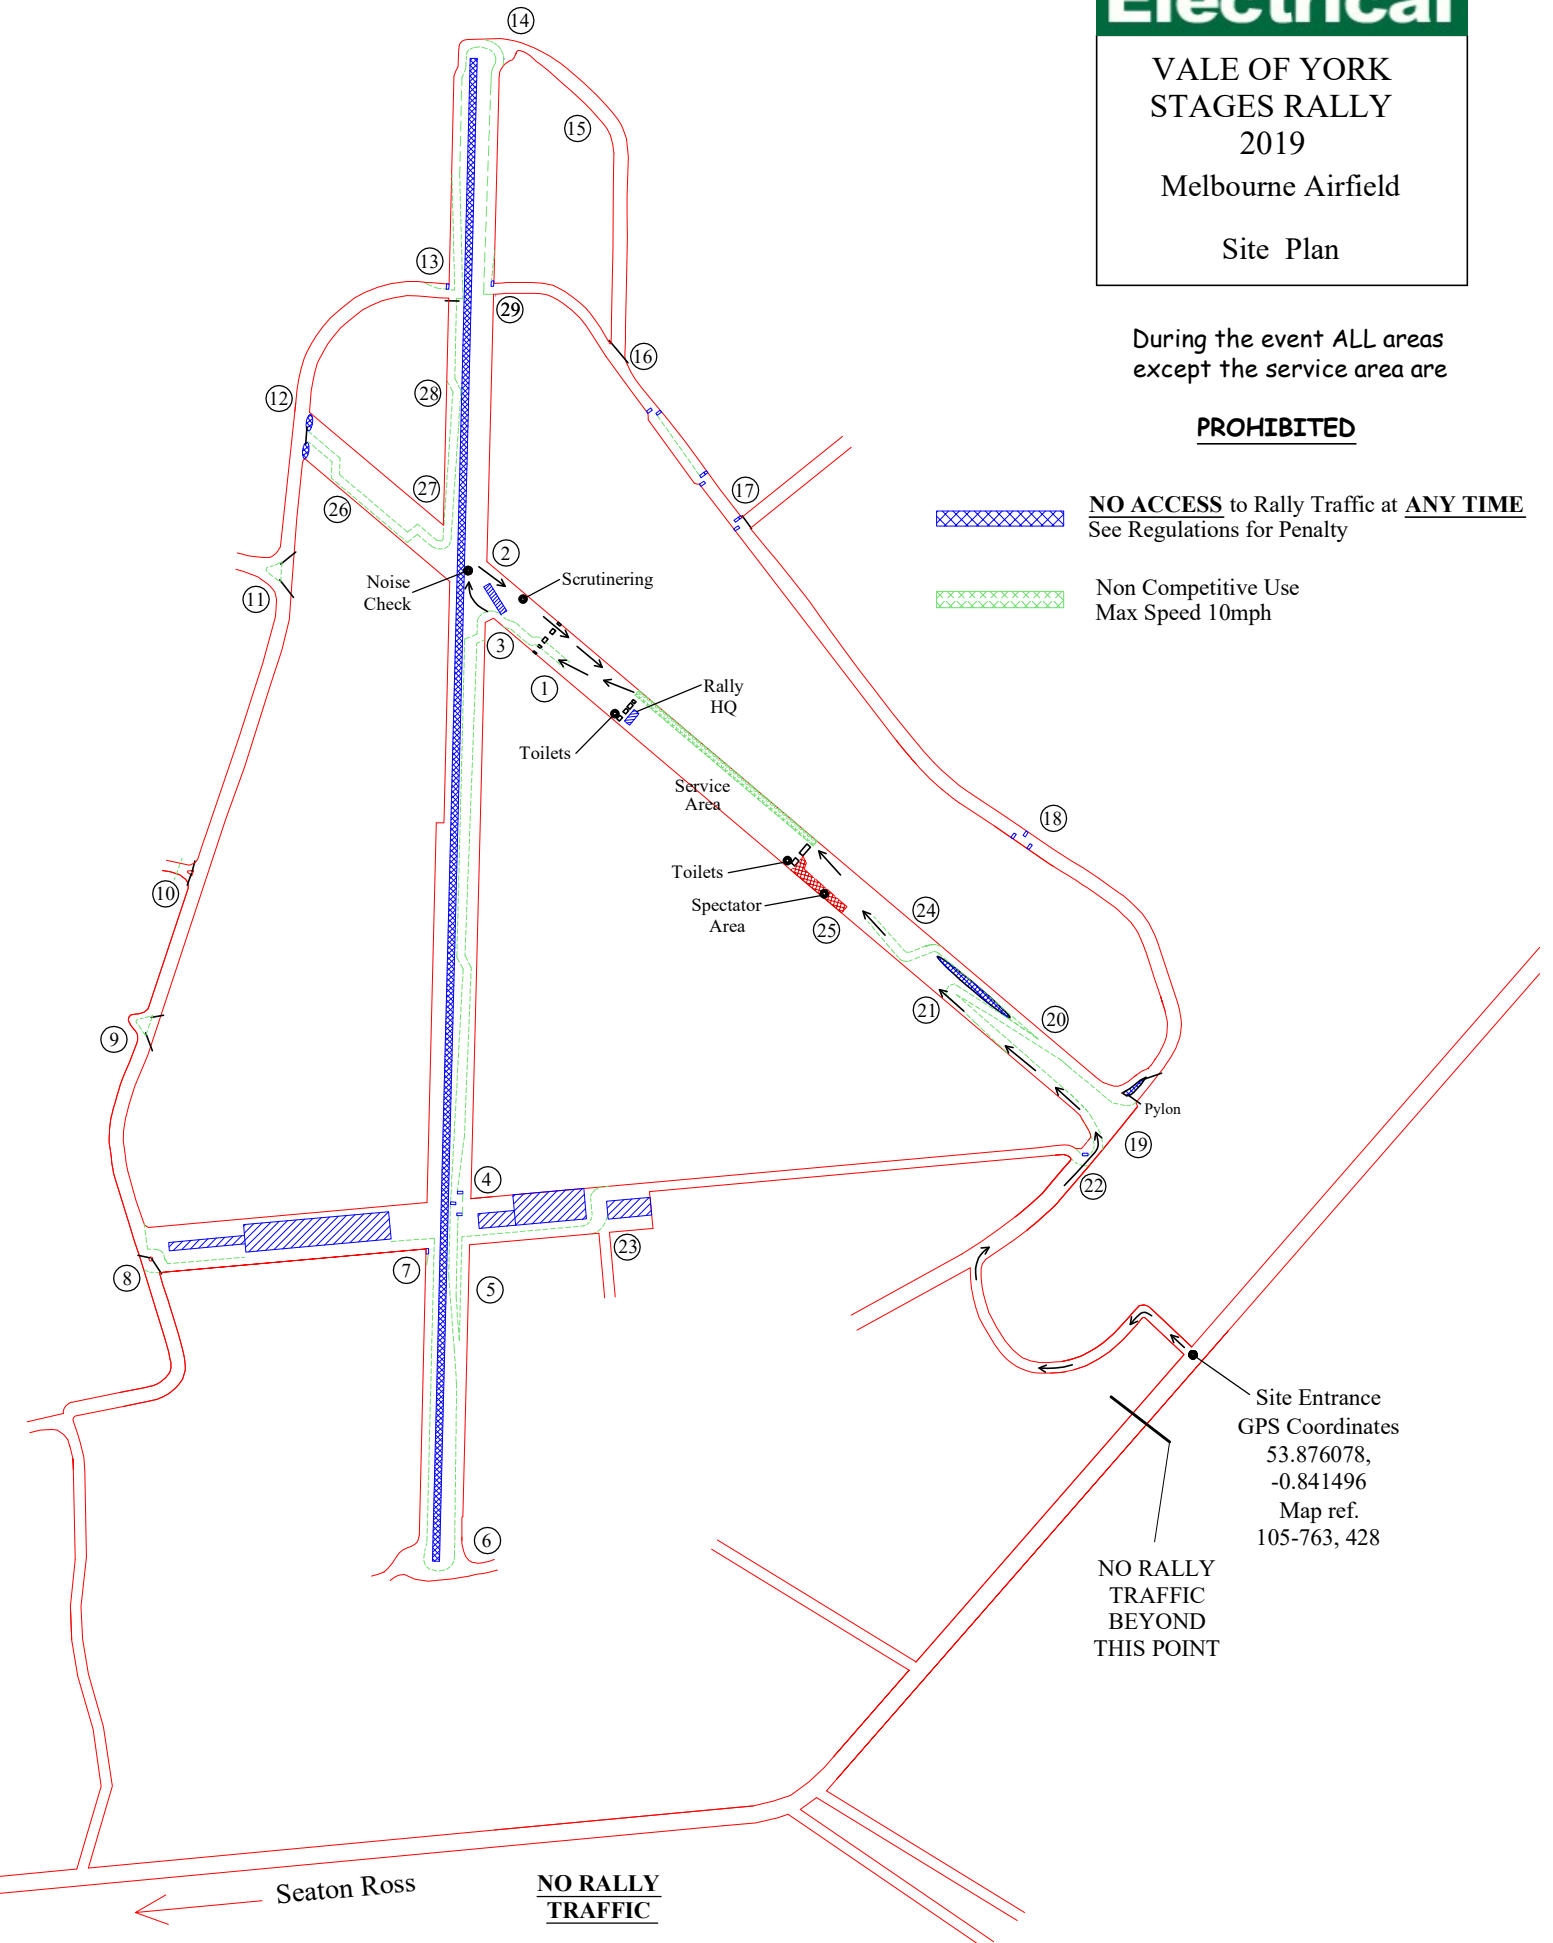 Electrical
VALE OF YORK
STAGES RALLY
2019
Melbourne Airfield
Site Plan
During the event ALL areas
except the service area are
PROHIBITED
NO ACCESS to Rally Traffic at ANY TIME
See Regulations for Penalty
Non Competitive Use
Max Speed 10mph
14
15
13
29
16
28
12
27
17
26
2
Noise
Check
Scrutinering
11
3
1
Rally
HQ
Toilets
Service
Area
18
Toilets
10
Spectator
Area
24
25
21
20
9
Pylon
19
4
22
23
7
8
5
Site Entrance
GPS Coordinates
53.876078,
-0.841496
Map ref.
105-763, 428
6
NO RALLY
TRAFFIC
BEYOND
THIS POINT
Seaton Ross
NO RALLY
TRAFFIC